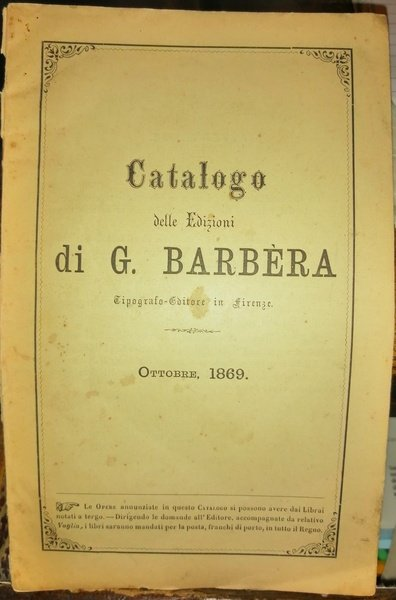 Catalogo
delle Edizioni
di G. BARBÈRA
Tipografo-Editore in Firenze.
OTTOBRE, 1869.
Le OPERE annunziate in questo CATALOGO si possono avere dai Librai
notati a tergo. — Dirigendo le domande all' Editore, accompagnate da relativo
Vaglia, i libri saranno mandati per la posta, franchi di porto, in tutto il Regno.